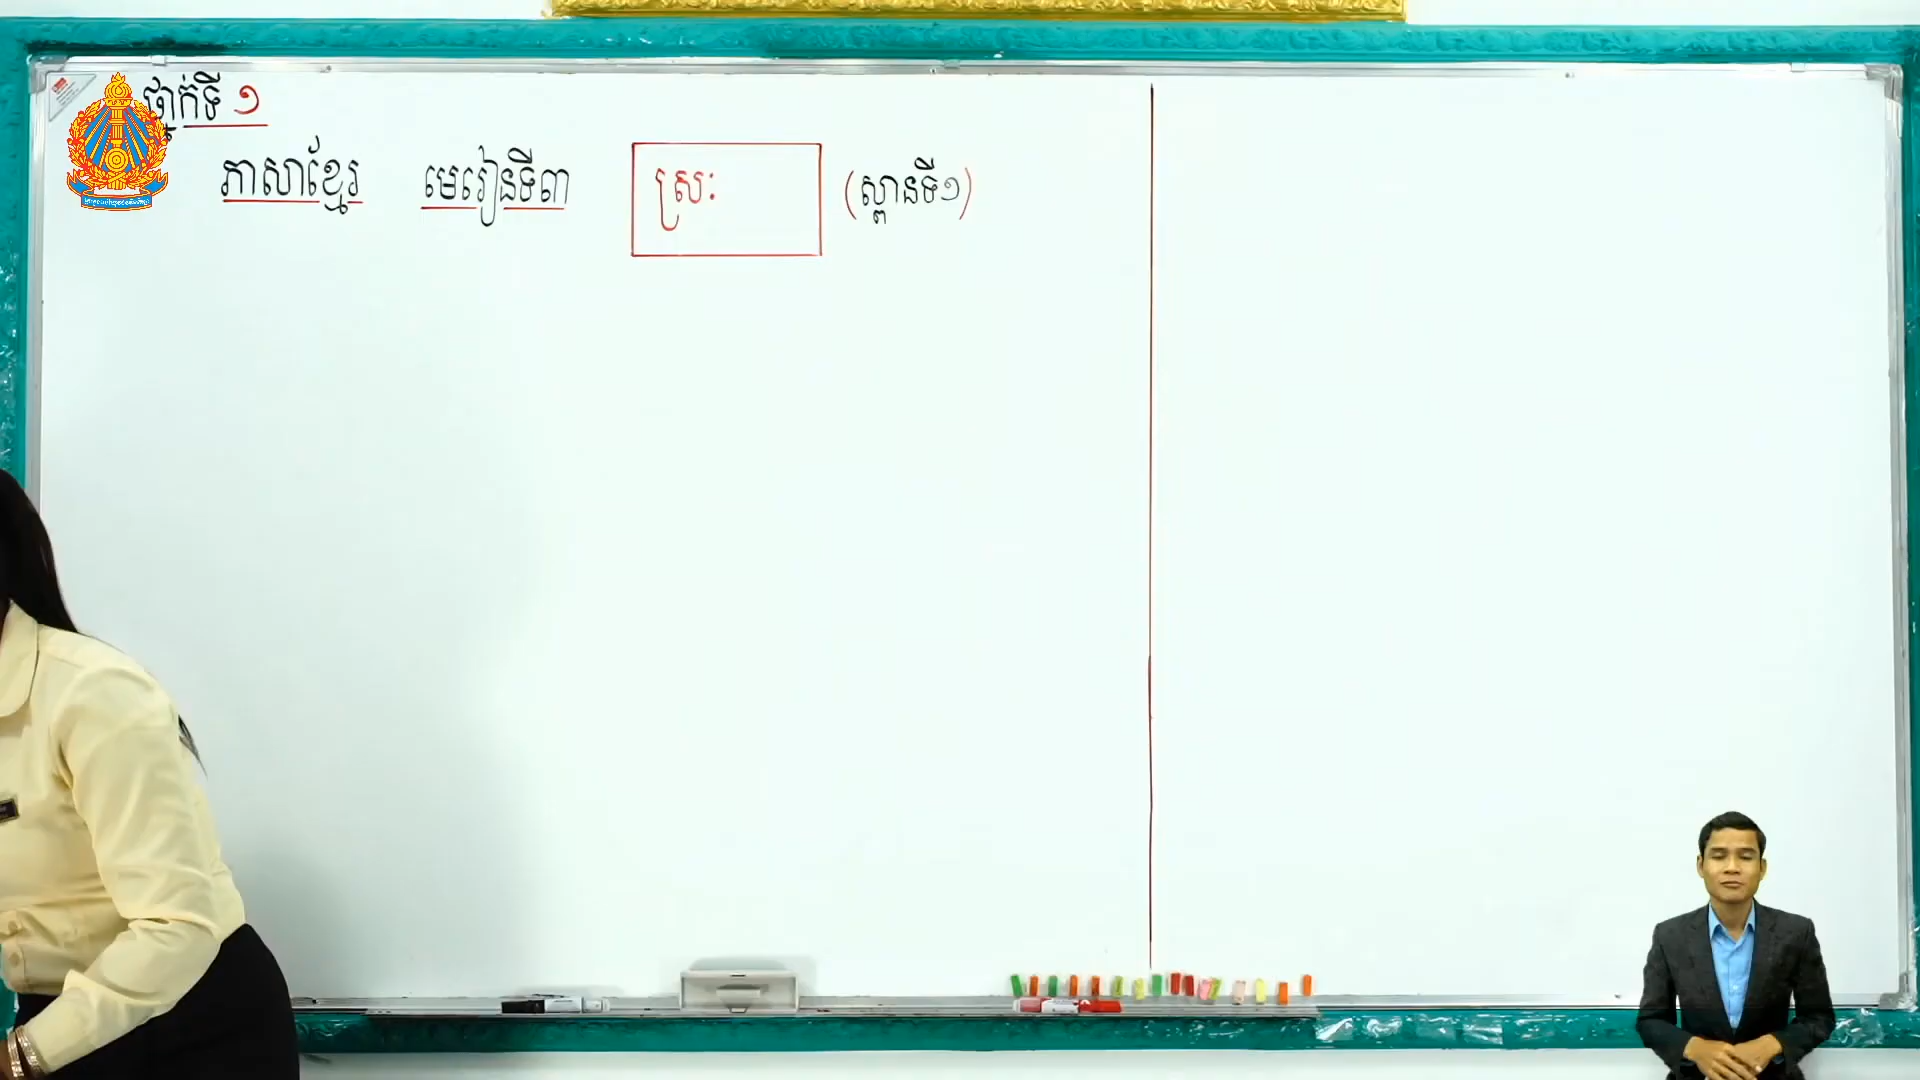 ថ្នាក់ទី ១
ភាសាខ្មែរ មេរៀនទី៣ ស្រៈ (ស្ពានទី១)